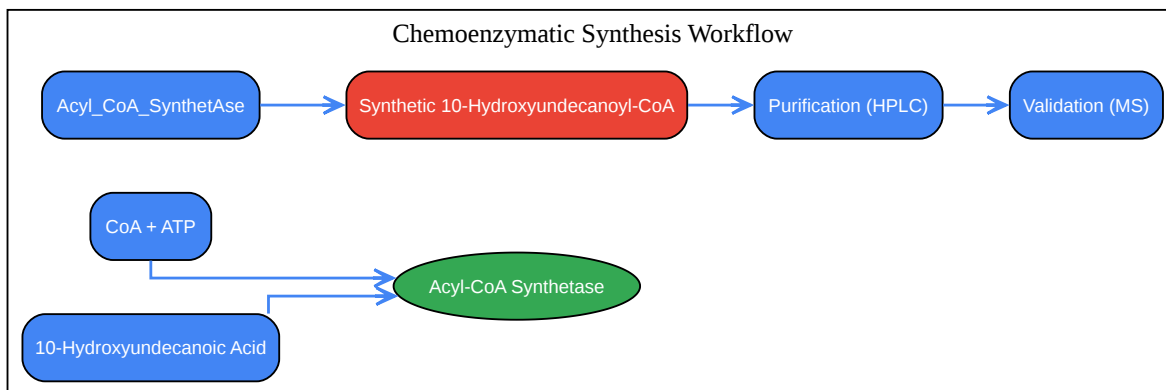 Chemoenzymatic Synthesis Workflow
Acyl_CoA_SynthetAse
Synthetic 10-Hydroxyundecanoyl-CoA
Purification (HPLC)
Validation (MS)
CoA + ATP
Acyl-CoA Synthetase
10-Hydroxyundecanoic Acid